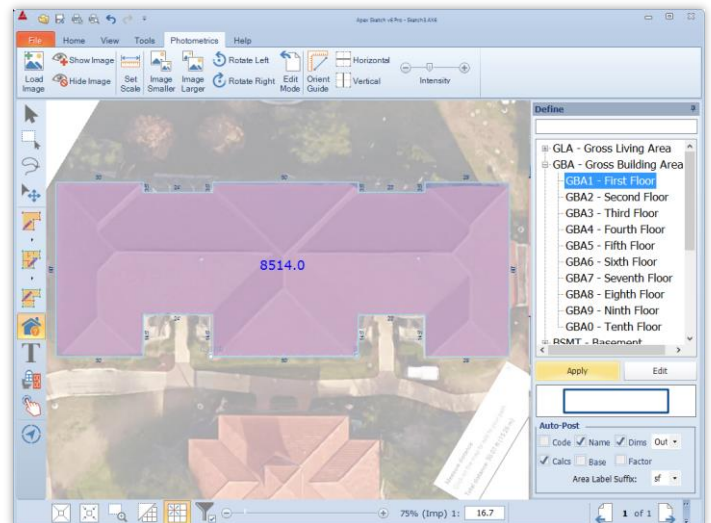 Apex Sketch v6 Pro - Sketch3.AX6
File Home View Tools Photometrics Help
Load Image
Show Image
Hide Image
Set Scale
Image Smaller
Image Larger
Rotate Left
Rotate Right
Edit Mode
Orient Guide
Horizontal
Vertical
Intensity
8514.0
Define
GLA - Gross Living Area
GBA - Gross Building Area
GBA1 - First Floor
GBA2 - Second Floor
GBA3 - Third Floor
GBA4 - Fourth Floor
GBA5 - Fifth Floor
GBA6 - Sixth Floor
GBA7 - Seventh Floor
GBA8 - Eighth Floor
GBA9 - Ninth Floor
GBA0 - Tenth Floor
BSMT - Basement
Apply Edit
Auto-Post
Code Name Dims Out
Calcs Base Factor
Area Label Suffix: sf
75% (Imp) 1: 16.7
1 of 1